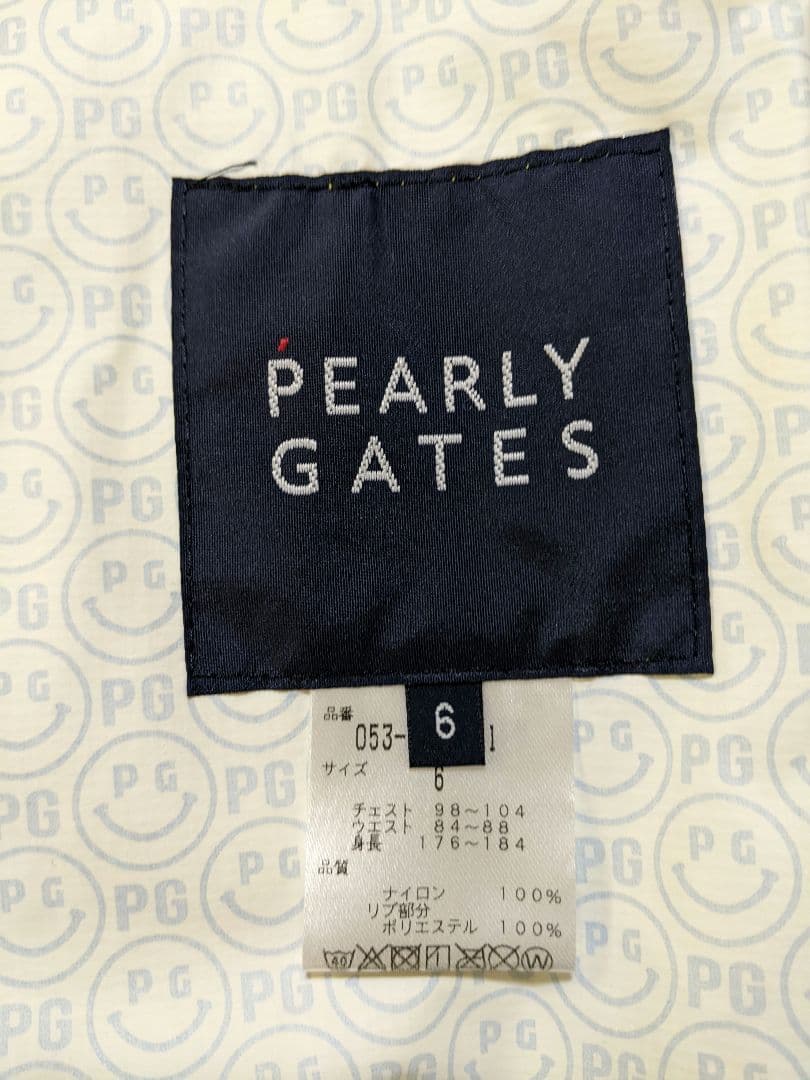 PEARLY
GATES
6
品番
053- 1
サイズ
6
チェスト 98～104
ウエスト 84～88
身長 176～184
品質
ナイロン 100%
リブ部分
ポリエステル 100%
40 W
PG